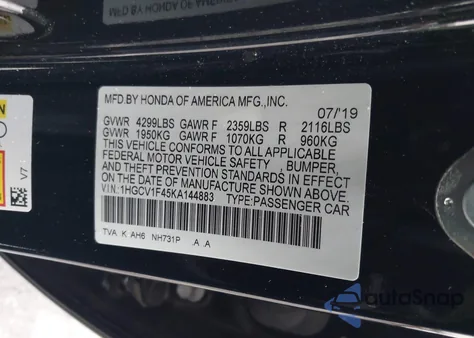 MFD.BY HONDA OF AMERICA MFG.,INC.
07/'19
GVWR 4299LBS GAWR F 2359LBS R 2116LBS
GVWR 1950KG GAWR F 1070KG R 960KG
THIS VEHICLE CONFORMS TO ALL APPLICABLE
FEDERAL MOTOR VEHICLE SAFETY,BUMPER,
AND THEFT PREVENTION STANDARDS IN EFFECT
ON THE DATE OF MANUFACTURE SHOWN ABOVE.
V.I.N.:1HGCV1F45KA144883 TYPE:PASSENGER CAR
TVA K AH6 NH731P .A .A
V7
AutoSnap